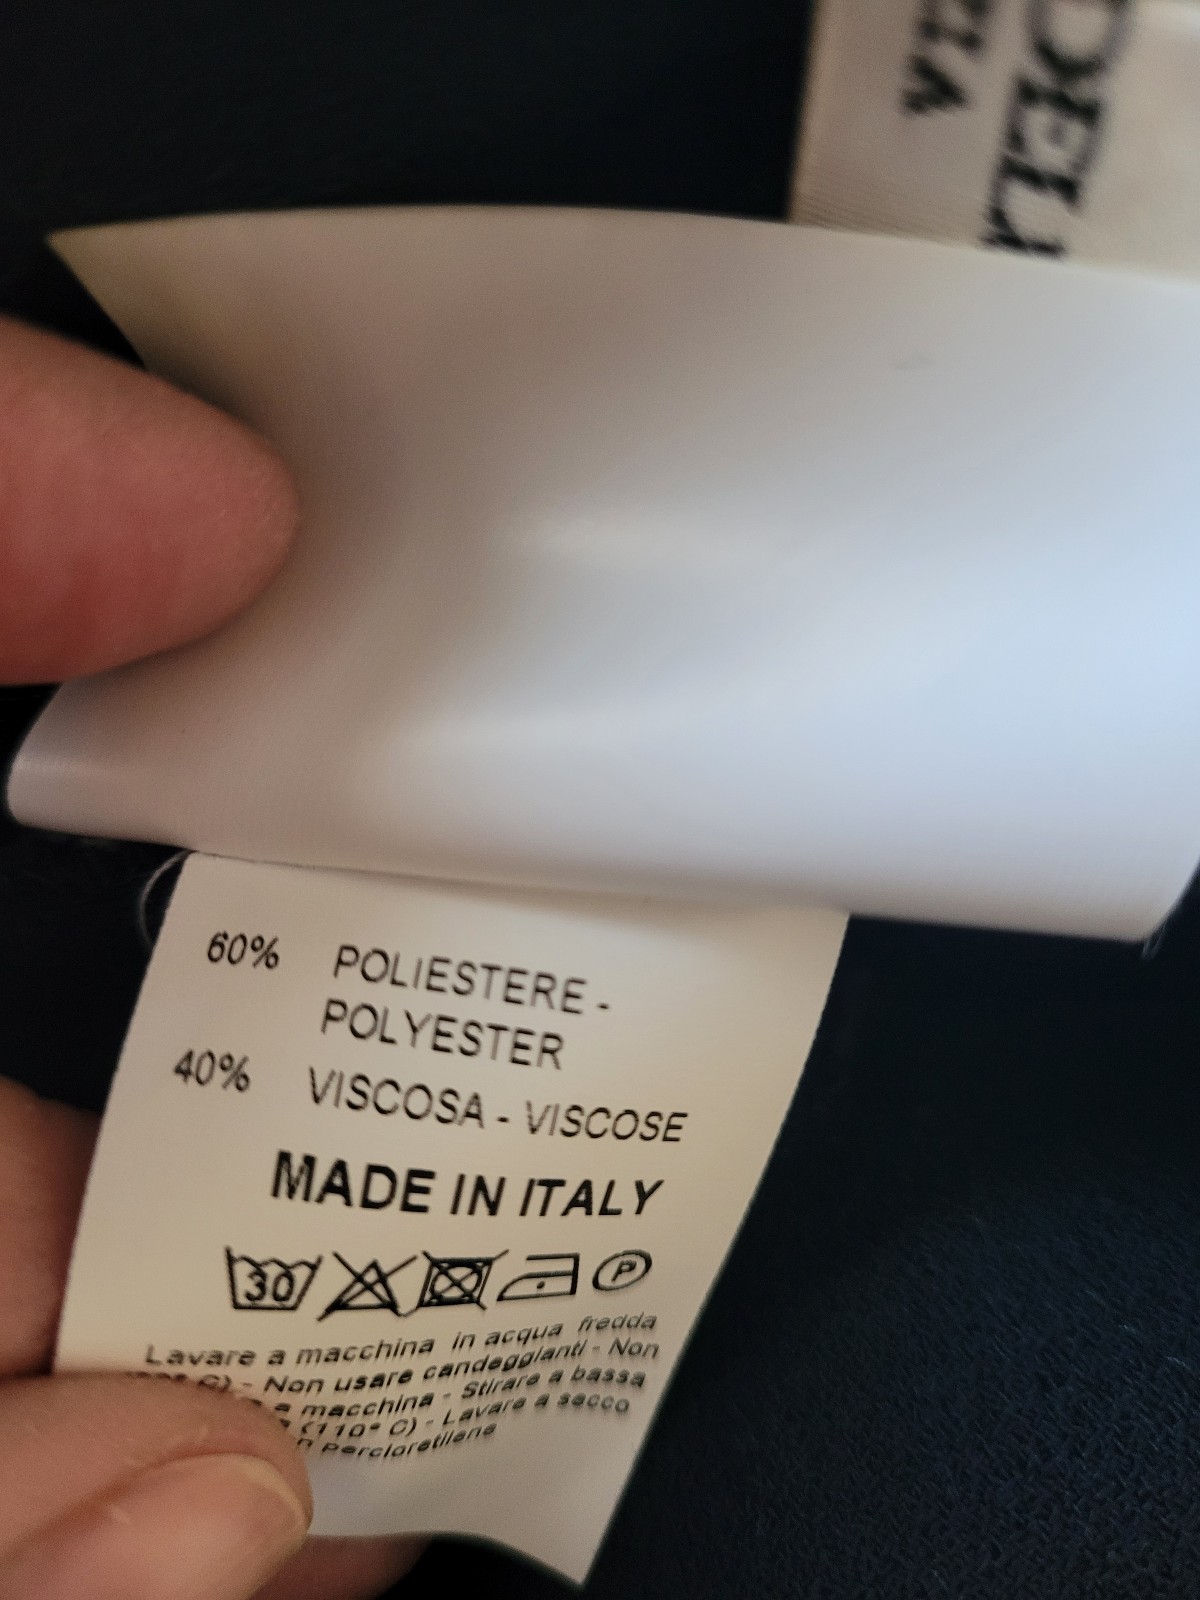 60% POLIESTERE -
POLYESTER
40% VISCOSA - VISCOSE
MADE IN ITALY
30 P
Lavare a macchina in acqua fredda
C) - Non usare candeggianti - Non
a macchina - Stirare a bassa
(110° C) - Lavare a secco
Percloretilene